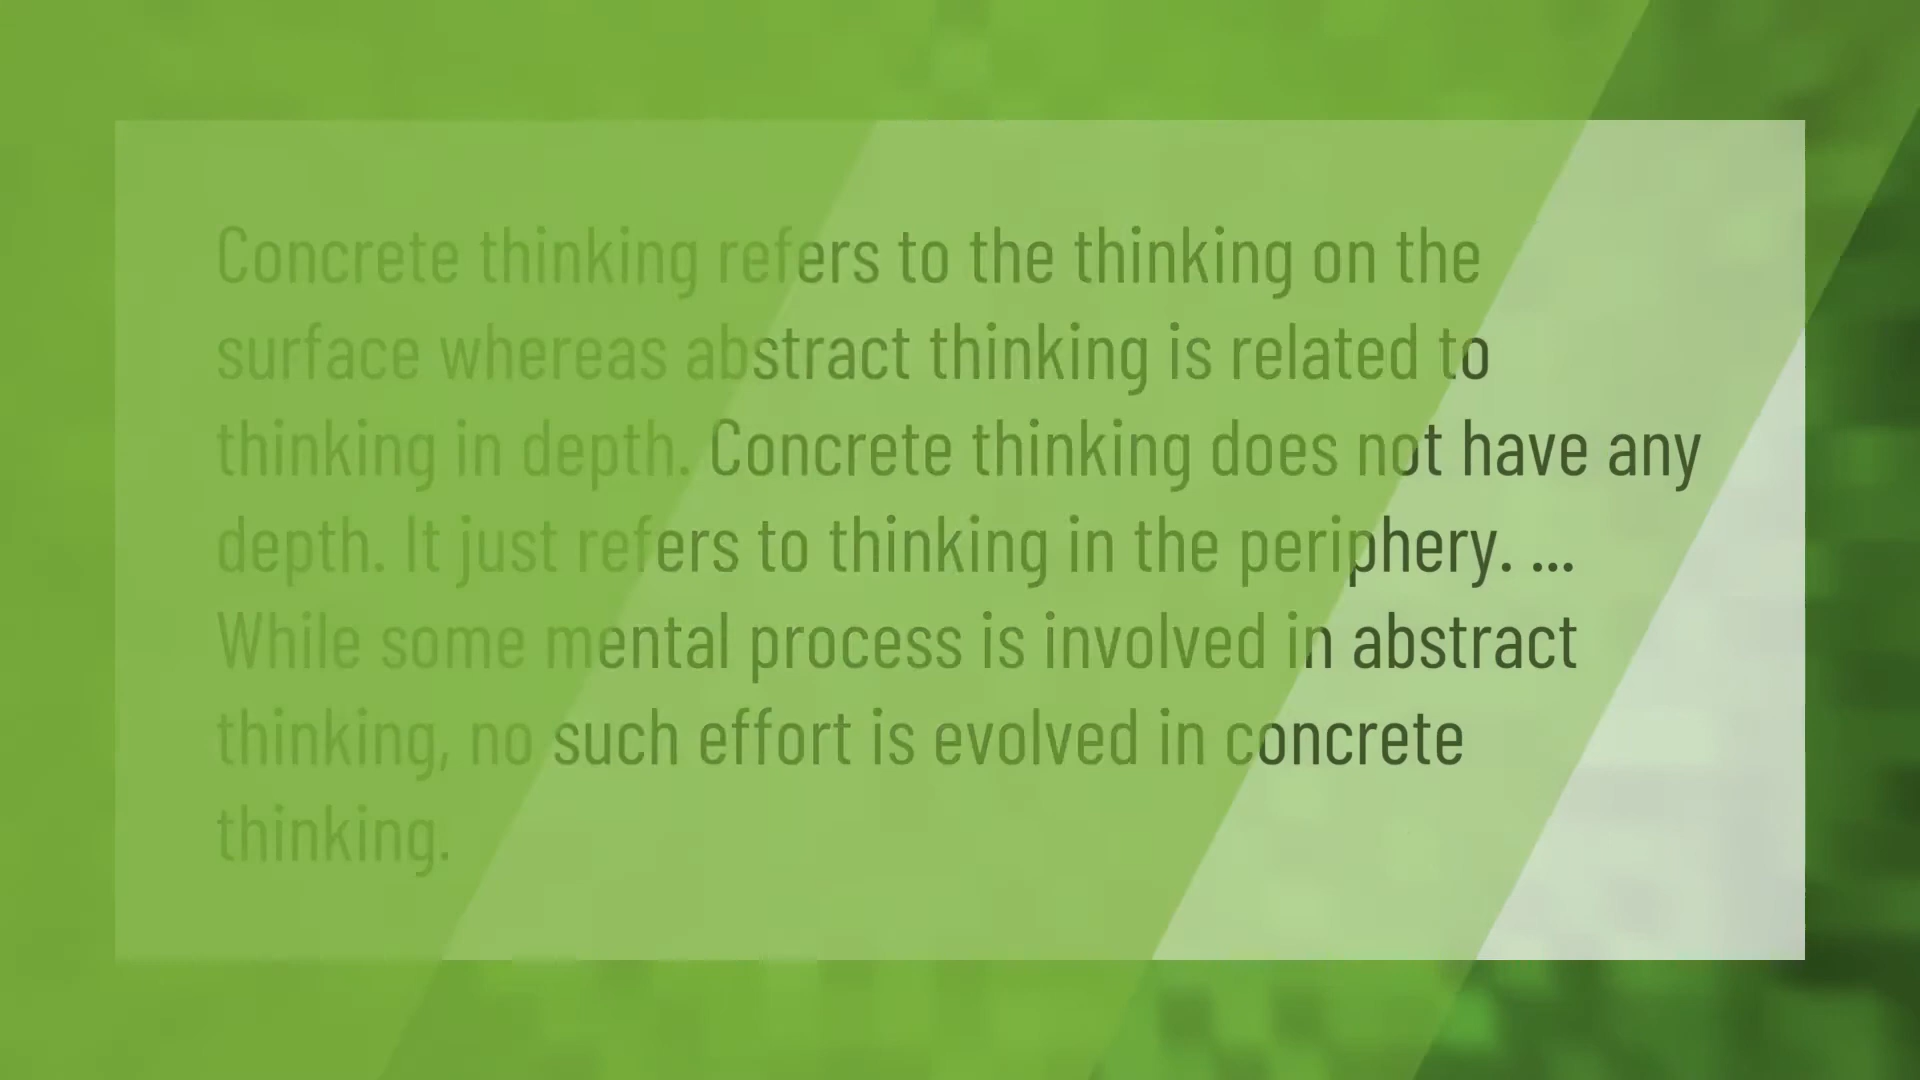 Concrete thinking refers to the thinking on the
surface whereas abstract thinking is related to
thinking in depth. Concrete thinking does not have any
depth. It just refers to thinking in the periphery. ...
While some mental process is involved in abstract
thinking, no such effort is evolved in concrete
thinking.